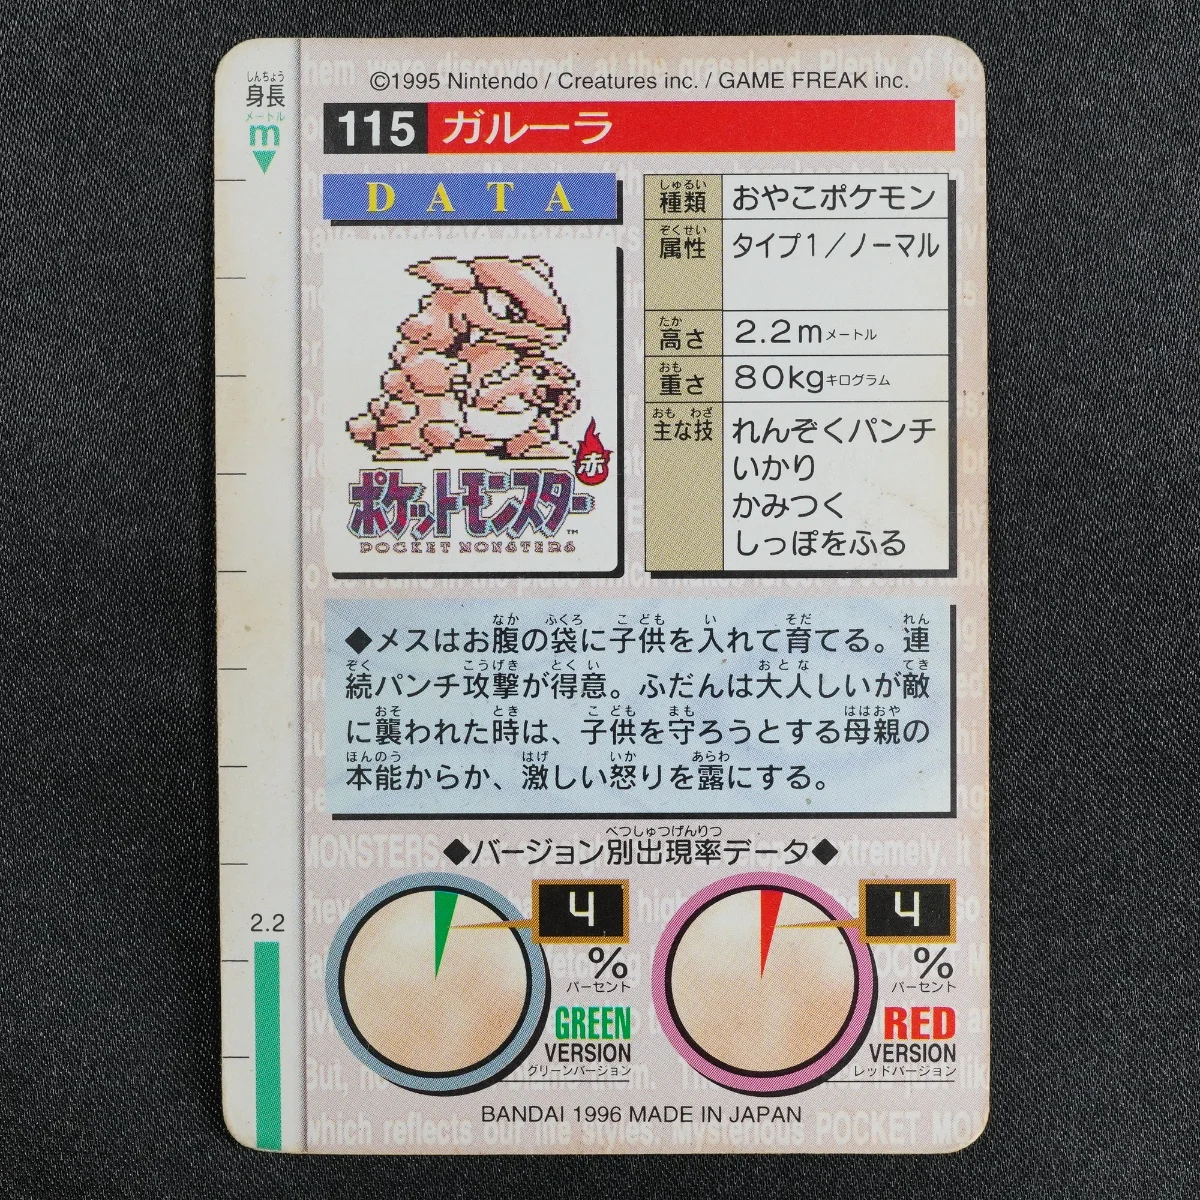 ©1995 Nintendo / Creatures inc. / GAME FREAK inc.
しんちょう
身長
メートル
m
115 ガルーラ
DATA
赤
ポケットモンスター™
POCKET MONSTERS
しゅるい
種類 おやこポケモン
ぞくせい
属性 タイプ1/ノーマル
たか
高さ 2.2mメートル
おも
重さ 80kgキログラム
おも わざ
主な技 れんぞくパンチ
いかり
かみつく
しっぽをふる
なか ふくろ こ ども い そだ れん
◆メスはお腹の袋に子供を入れて育てる。連
ぞく こうげき とくい おとな てき
続パンチ攻撃が得意。ふだんは大人しいが敵
おそ とき こ ども まも ははおや
に襲われた時は、子供を守ろうとする母親の
ほんのう はげ いか あらわ
本能からか、激しい怒りを露にする。
べつしゅつげんりつ
◆バージョン別出現率データ◆
2.2
4
%
パーセント
GREEN
VERSION
グリーンバージョン
4
%
パーセント
RED
VERSION
レッドバージョン
BANDAI 1996 MADE IN JAPAN